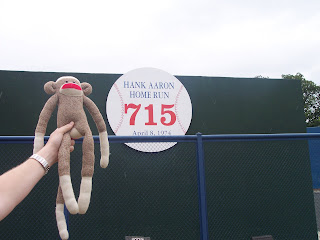 HANK AARON
HOME RUN
715
April 8, 1974